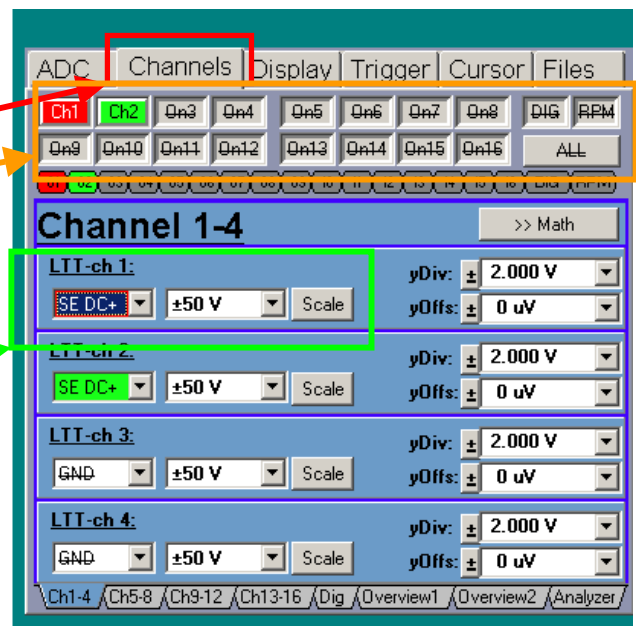 ADC Channels Display Trigger Cursor Files
Ch1 Ch2 On3 On4 On5 On6 On7 On8 DIG RPM
On9 On10 On11 On12 On13 On14 On15 On16 ALL
Channel 1-4 >> Math
LTT-ch 1: yDiv: ± 2.000 V
SE DC+ ±50 V Scale yOffs: ± 0 uV
LTT-ch 2: yDiv: ± 2.000 V
SE DC+ ±50 V Scale yOffs: ± 0 uV
LTT-ch 3: yDiv: ± 2.000 V
GND ±50 V Scale yOffs: ± 0 uV
LTT-ch 4: yDiv: ± 2.000 V
GND ±50 V Scale yOffs: ± 0 uV
Ch1-4 Ch5-8 Ch9-12 Ch13-16 Dig Overview1 Overview2 Analyzer